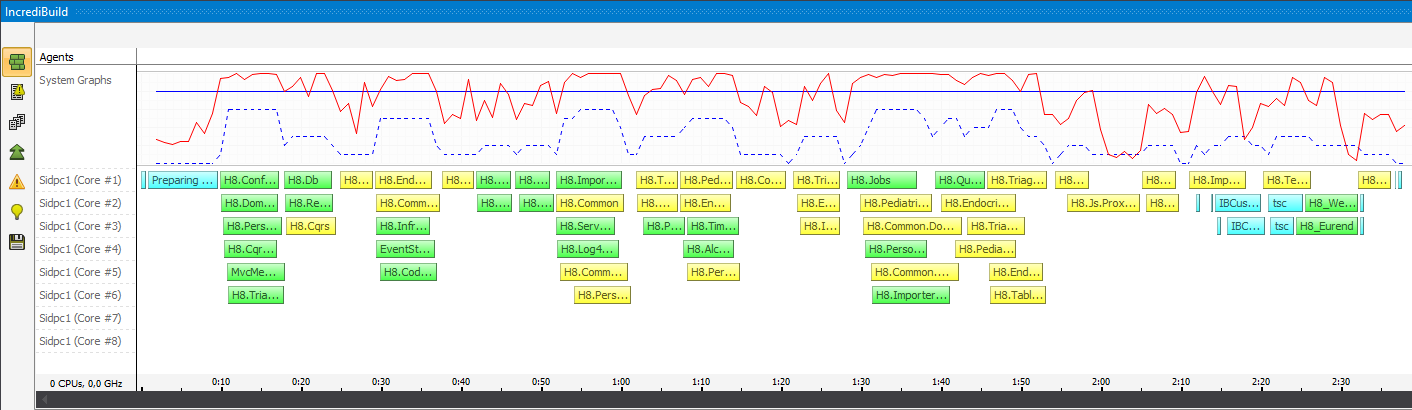 IncrediBuild
Agents
System Graphs
Sidpc1 (Core #1) Preparing ... H8.Conf... H8.Db H8... H8.End... H8... H8.... H8.... H8.Impor... H8.T... H8.Ped... H8.Co... H8.Tri... H8.Jobs H8.Qu... H8.Triag... H8... H8... H8.Imp... H8.Te... H8...
Sidpc1 (Core #2) H8.Dom... H8.Re... H8.Comm... H8.... H8.... H8.Common H8.... H8.En... H8.E... H8.Pediatri... H8.Endocri... H8.Js.Prox... H8... IBCus... tsc H8_We...
Sidpc1 (Core #3) H8.Pers... H8.Cqrs H8.Infr... H8.Serv... H8.P... H8.Tim... H8.I... H8.Common.Do... H8.Tria... IBC... tsc H8_Eurend
Sidpc1 (Core #4) H8.Cqr... EventSt... H8.Log4... H8.Alc... H8.Perso... H8.Pedia...
Sidpc1 (Core #5) MvcMe... H8.Cod... H8.Comm... H8.Per... H8.Common.... H8.End...
Sidpc1 (Core #6) H8.Tria... H8.Pers... H8.Importer... H8.Tabl...
Sidpc1 (Core #7)
Sidpc1 (Core #8)
0 CPUs, 0,0 GHz 0:10 0:20 0:30 0:40 0:50 1:00 1:10 1:20 1:30 1:40 1:50 2:00 2:10 2:20 2:30